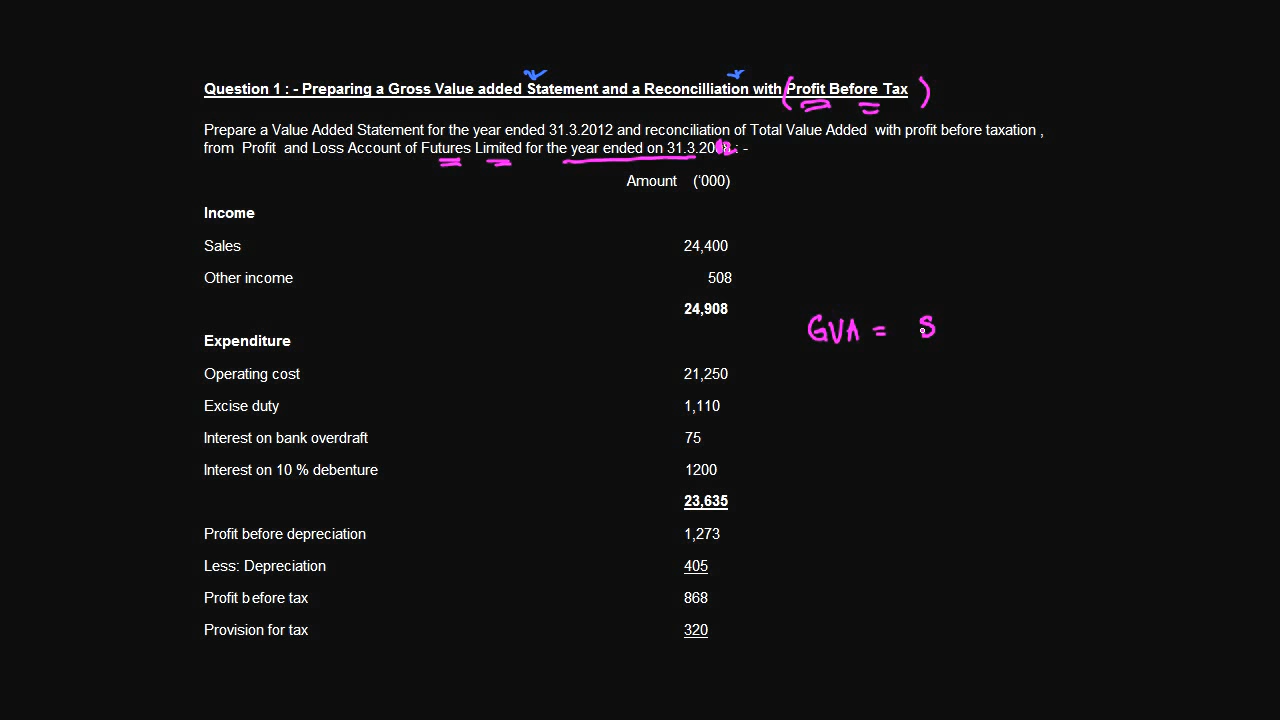 Question 1 : - Preparing a Gross Value added Statement and a Reconcilliation with Profit Before Tax
Prepare a Value Added Statement for the year ended 31.3.2012 and reconciliation of Total Value Added with profit before taxation ,
from Profit and Loss Account of Futures Limited for the year ended on 31.3. : -
Amount ('000)
Income
Sales 24,400
Other income 508
24,908
GVA = S
Expenditure
Operating cost 21,250
Excise duty 1,110
Interest on bank overdraft 75
Interest on 10 % debenture 1200
23,635
Profit before depreciation 1,273
Less: Depreciation 405
Profit before tax 868
Provision for tax 320